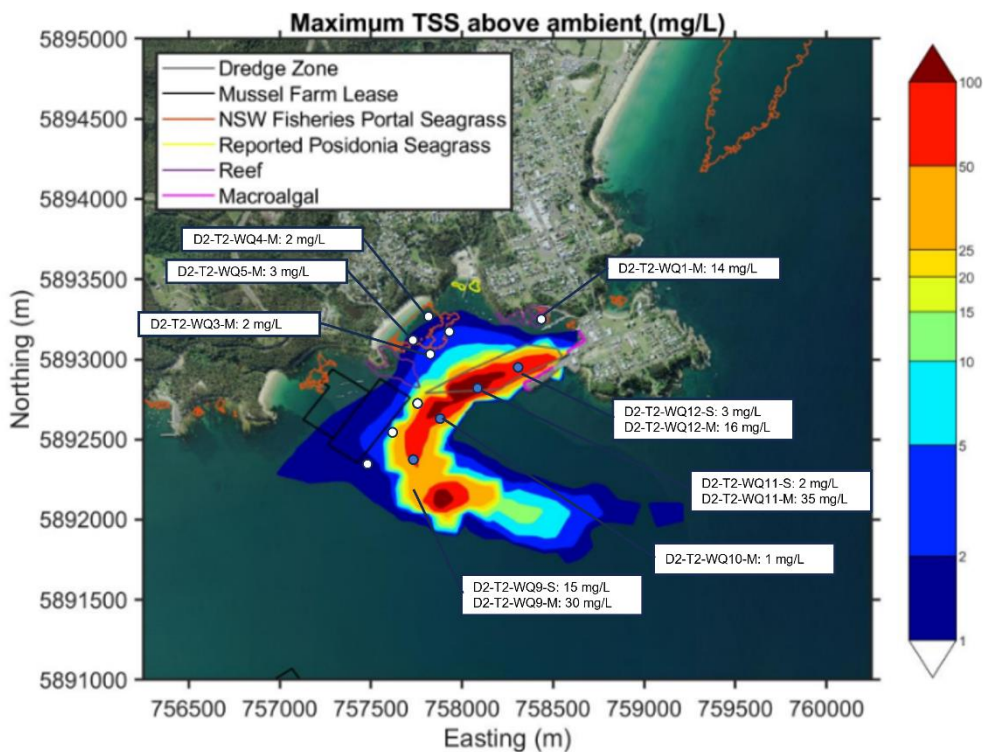 Maximum TSS above ambient (mg/L)
5895000
5894500
5894000
5893500
5893000
5892500
5892000
5891500
5891000
Northing (m)
Dredge Zone
Mussel Farm Lease
NSW Fisheries Portal Seagrass
Reported Posidonia Seagrass
Reef
Macroalgal
D2-T2-WQ4-M: 2 mg/L
D2-T2-WQ5-M: 3 mg/L
D2-T2-WQ3-M: 2 mg/L
D2-T2-WQ1-M: 14 mg/L
D2-T2-WQ12-S: 3 mg/L
D2-T2-WQ12-M: 16 mg/L
D2-T2-WQ11-S: 2 mg/L
D2-T2-WQ11-M: 35 mg/L
D2-T2-WQ10-M: 1 mg/L
D2-T2-WQ9-S: 15 mg/L
D2-T2-WQ9-M: 30 mg/L
100
50
25
20
15
10
5
2
1
756500 757000 757500 758000 758500 759000 759500 760000
Easting (m)